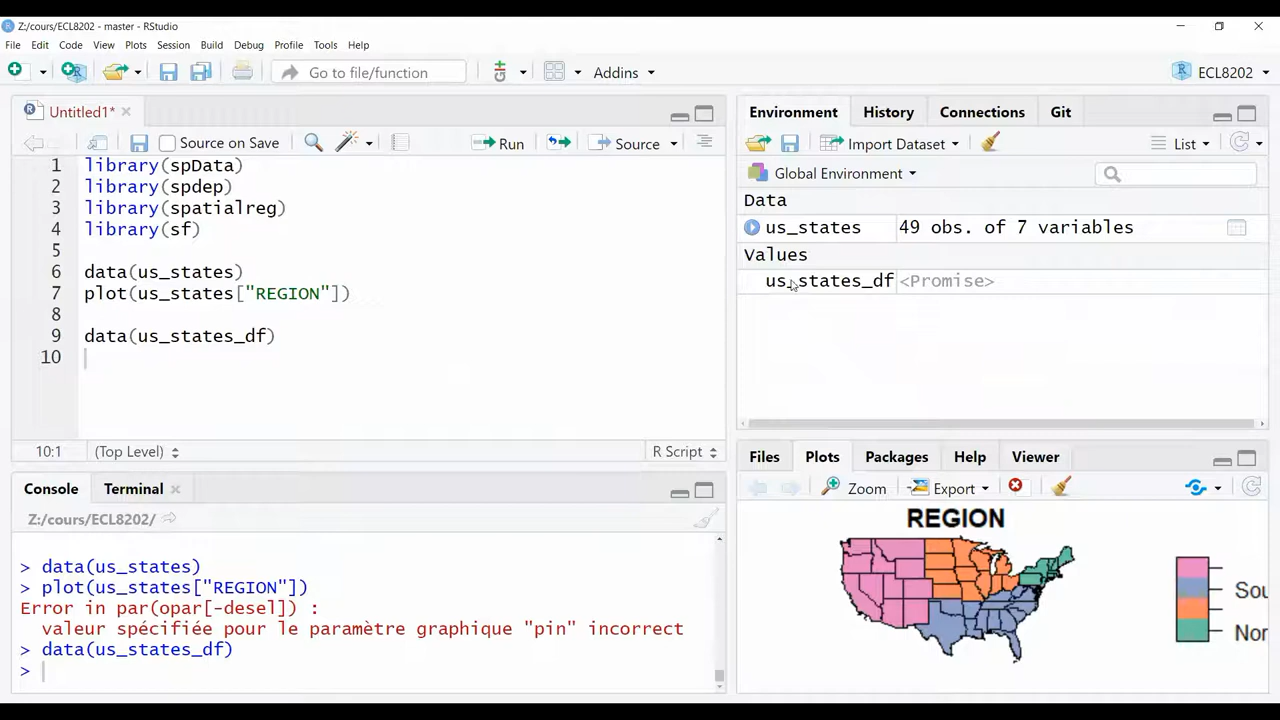 Z:/cours/ECL8202 - master - RStudio
File Edit Code View Plots Session Build Debug Profile Tools Help
Go to file/function Addins ECL8202
Untitled1*
Source on Save Run Source
1 library(spData)
2 library(spdep)
3 library(spatialreg)
4 library(sf)
5
6 data(us_states)
7 plot(us_states["REGION"])
8
9 data(us_states_df)
10
10:1 (Top Level) R Script
Console Terminal
Z:/cours/ECL8202/
> data(us_states)
> plot(us_states["REGION"])
Error in par(opar[-desel]) :
valeur spécifiée pour le paramètre graphique "pin" incorrect
> data(us_states_df)
>
Environment History Connections Git
Import Dataset List
Global Environment
Data
us_states 49 obs. of 7 variables
Values
us_states_df <Promise>
Files Plots Packages Help Viewer
Zoom Export
REGION
Sou
Nor